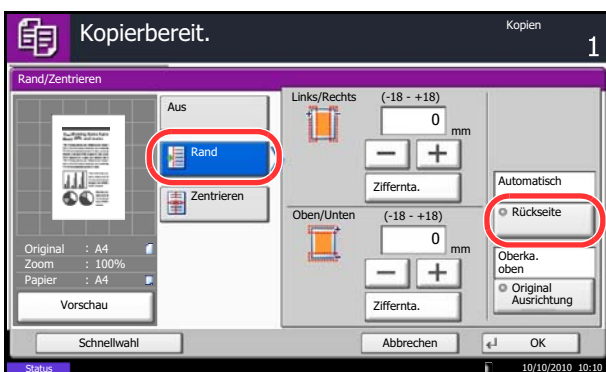 Kopierbereit.
Kopien
1
Rand/Zentrieren
Aus
Rand
Zentrieren
Links/Rechts
(-18 - +18)
0 mm
Ziffernta.
Oben/Unten
(-18 - +18)
0 mm
Ziffernta.
Automatisch
Rückseite
Oberka.
oben
Original
Ausrichtung
Original : A4
Zoom : 100%
Papier : A4
Vorschau
Schnellwahl
Abbrechen
OK
Status
10/10/2010 10:10